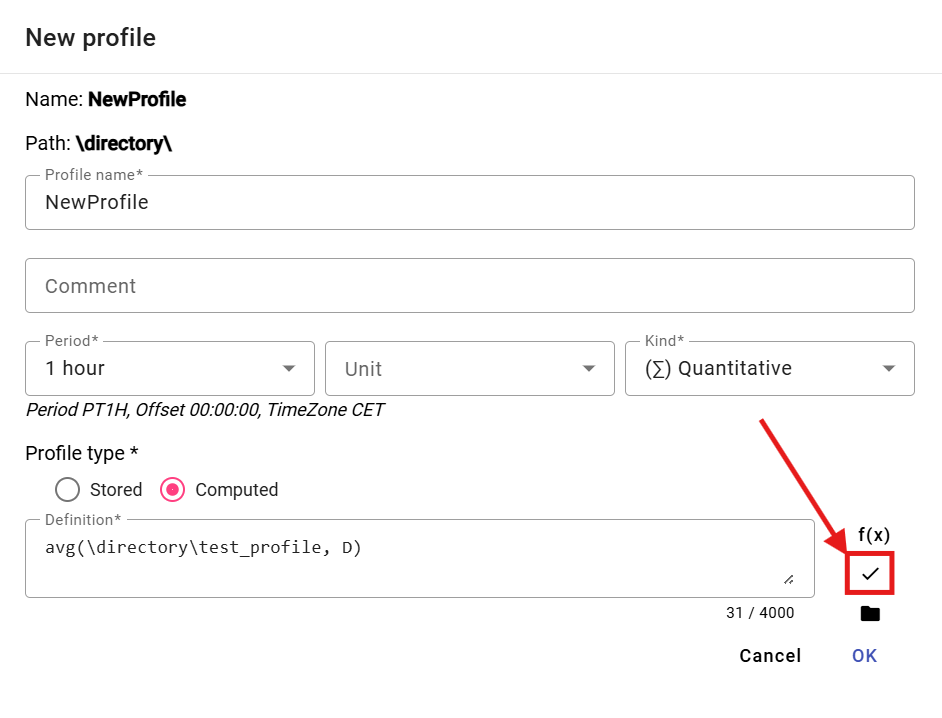 New profile
Name: NewProfile
Path: \directory\
Profile name*
NewProfile
Comment
Period*
1 hour
Unit
Kind*
(∑) Quantitative
Period PT1H, Offset 00:00:00, TimeZone CET
Profile type *
Stored
Computed
Definition*
avg(\directory\test_profile, D)
f(x)
31 / 4000
Cancel
OK